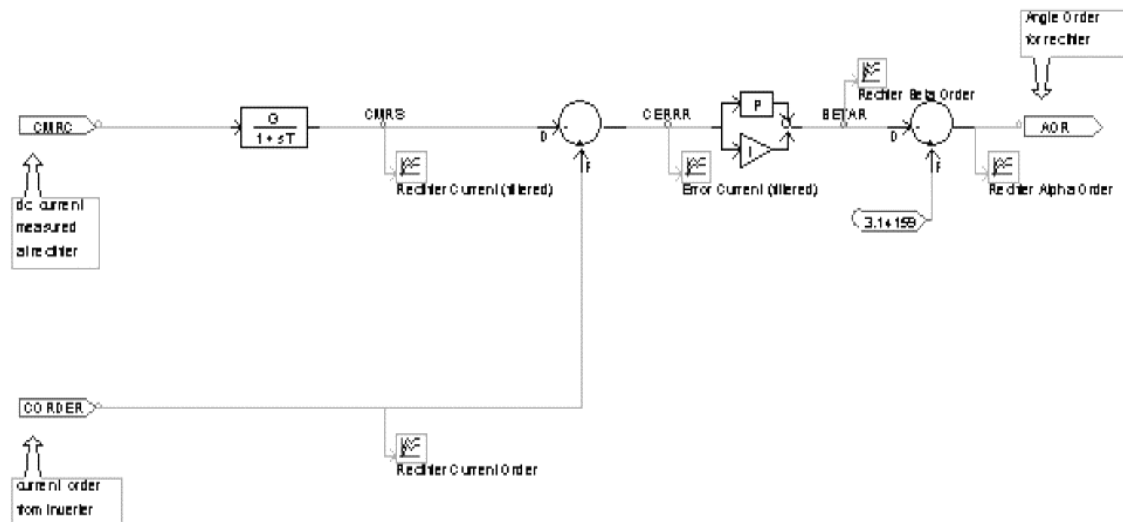 Angle Order
for rectifier
Rectifier Beta Order
CMRC
G
1 + sT
CMRS
D
F
CERRR
P
I
BETAR
D
F
AOR
Rectifier Current (filtered)
Error Current (filtered)
Rectifier Alpha Order
dc current
measured
at rectifier
3.14159
CORDER
Rectifier Current Order
current order
from inverter